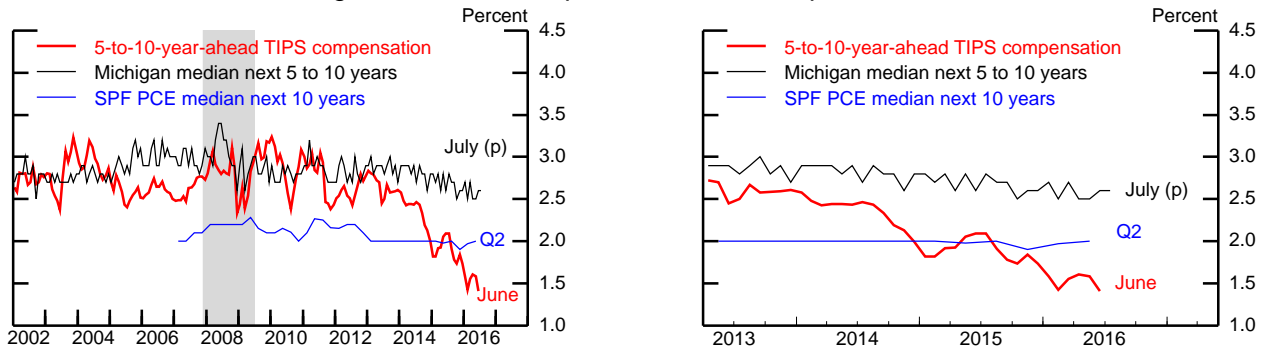 Percent
4.5
5-to-10-year-ahead TIPS compensation
Michigan median next 5 to 10 years
4.0
SPF PCE median next 10 years
3.5
July (p)
3.0
2.5
Q2
2.0
1.5
June
1.0
2002 2004 2006 2008 2010 2012 2014 2016
Percent
4.5
5-to-10-year-ahead TIPS compensation
Michigan median next 5 to 10 years
4.0
SPF PCE median next 10 years
3.5
3.0
July (p)
2.5
Q2
2.0
1.5
June
1.0
2013 2014 2015 2016